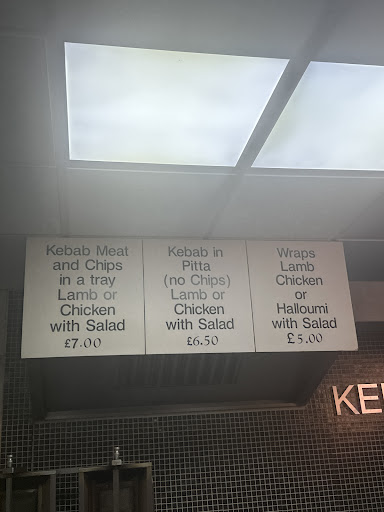 Kebab Meat
and Chips
in a tray
Lamb or
Chicken
with Salad
£7.00
Kebab in
Pitta
(no Chips)
Lamb or
Chicken
with Salad
£6.50
Wraps
Lamb
Chicken
or
Halloumi
with Salad
£5.00
KE